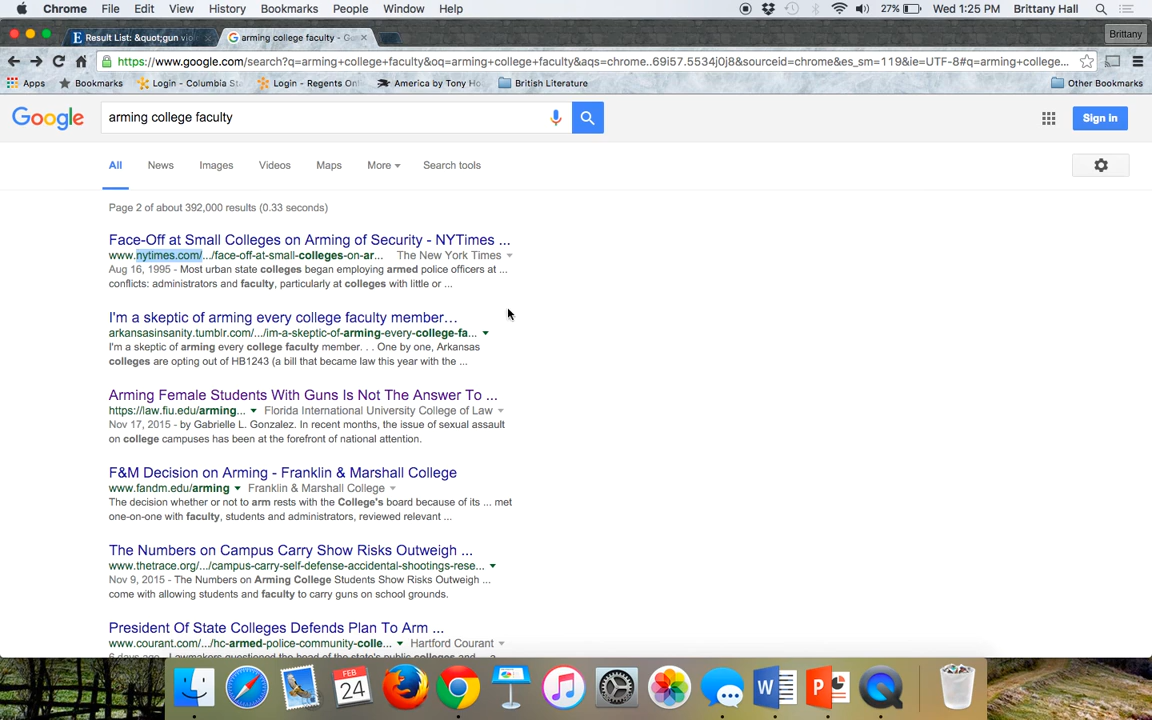 Chrome File Edit View History Bookmarks People Window Help 27% Wed 1:25 PM Brittany Hall
Result List: &quot;gun viol
arming college faculty - Go
Brittany
https://www.google.com/search?q=arming+college+faculty&oq=arming+college+faculty&aqs=chrome..69i57.5534j0j8&sourceid=chrome&es_sm=119&ie=UTF-8#q=arming+college...
Apps Bookmarks Login - Columbia St Login - Regents Onl America by Tony Ho British Literature Other Bookmarks
Google arming college faculty Sign in
All News Images Videos Maps More Search tools
Page 2 of about 392,000 results (0.33 seconds)
Face-Off at Small Colleges on Arming of Security - NYTimes ...
www.nytimes.com/.../face-off-at-small-colleges-on-ar... The New York Times
Aug 16, 1995 - Most urban state colleges began employing armed police officers at ...
conflicts: administrators and faculty, particularly at colleges with little or ...
I'm a skeptic of arming every college faculty member…
arkansasinsanity.tumblr.com/.../im-a-skeptic-of-arming-every-college-fa...
I'm a skeptic of arming every college faculty member. . . One by one, Arkansas
colleges are opting out of HB1243 (a bill that became law this year with the ...
Arming Female Students With Guns Is Not The Answer To ...
https://law.fiu.edu/arming... Florida International University College of Law
Nov 17, 2015 - by Gabrielle L. Gonzalez. In recent months, the issue of sexual assault
on college campuses has been at the forefront of national attention.
F&M Decision on Arming - Franklin & Marshall College
www.fandm.edu/arming Franklin & Marshall College
The decision whether or not to arm rests with the College's board because of its ... met
one-on-one with faculty, students and administrators, reviewed relevant ...
The Numbers on Campus Carry Show Risks Outweigh ...
www.thetrace.org/.../campus-carry-self-defense-accidental-shootings-rese...
Nov 9, 2015 - The Numbers on Arming College Students Show Risks Outweigh ...
come with allowing students and faculty to carry guns on school grounds.
President Of State Colleges Defends Plan To Arm ...
www.courant.com/.../hc-armed-police-community-colle... Hartford Courant
6 days ago - Lawmakers questioned the head of the state's public colleges and ... a
FEB
24